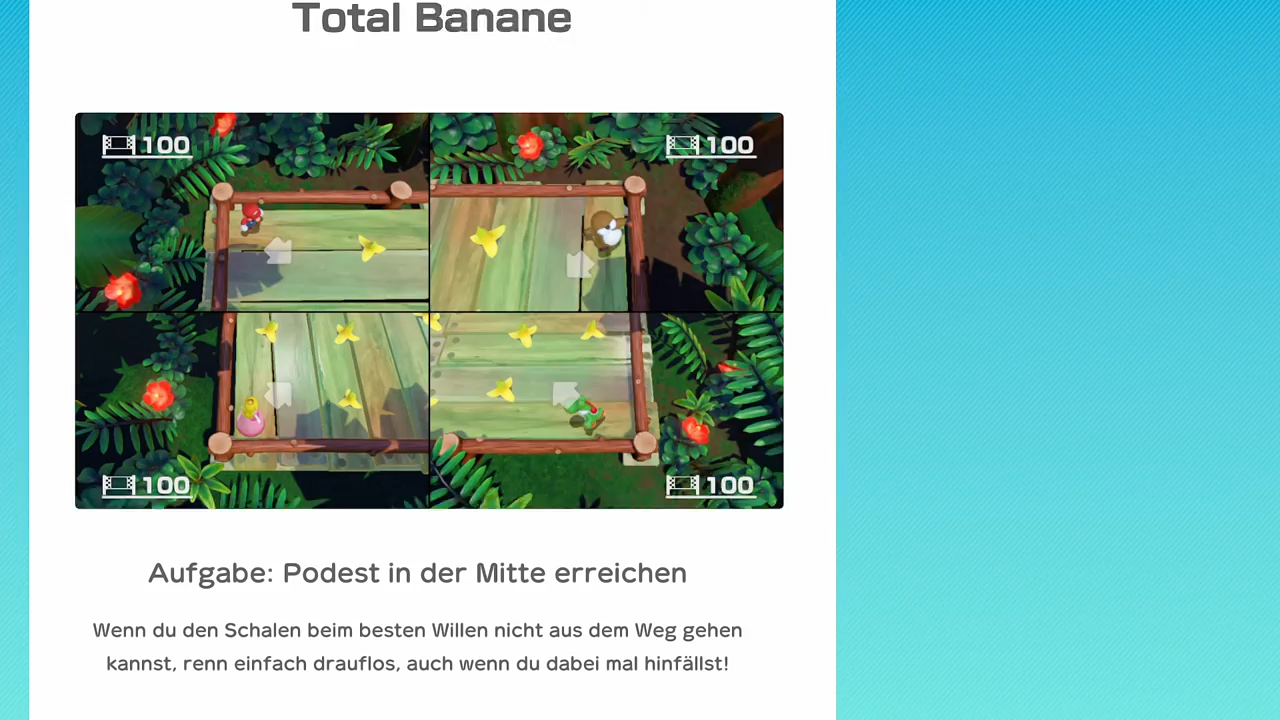 Total Banane
100
100
100
100
Aufgabe: Podest in der Mitte erreichen
Wenn du den Schalen beim besten Willen nicht aus dem Weg gehen
kannst, renn einfach drauflos, auch wenn du dabei mal hinfällst!